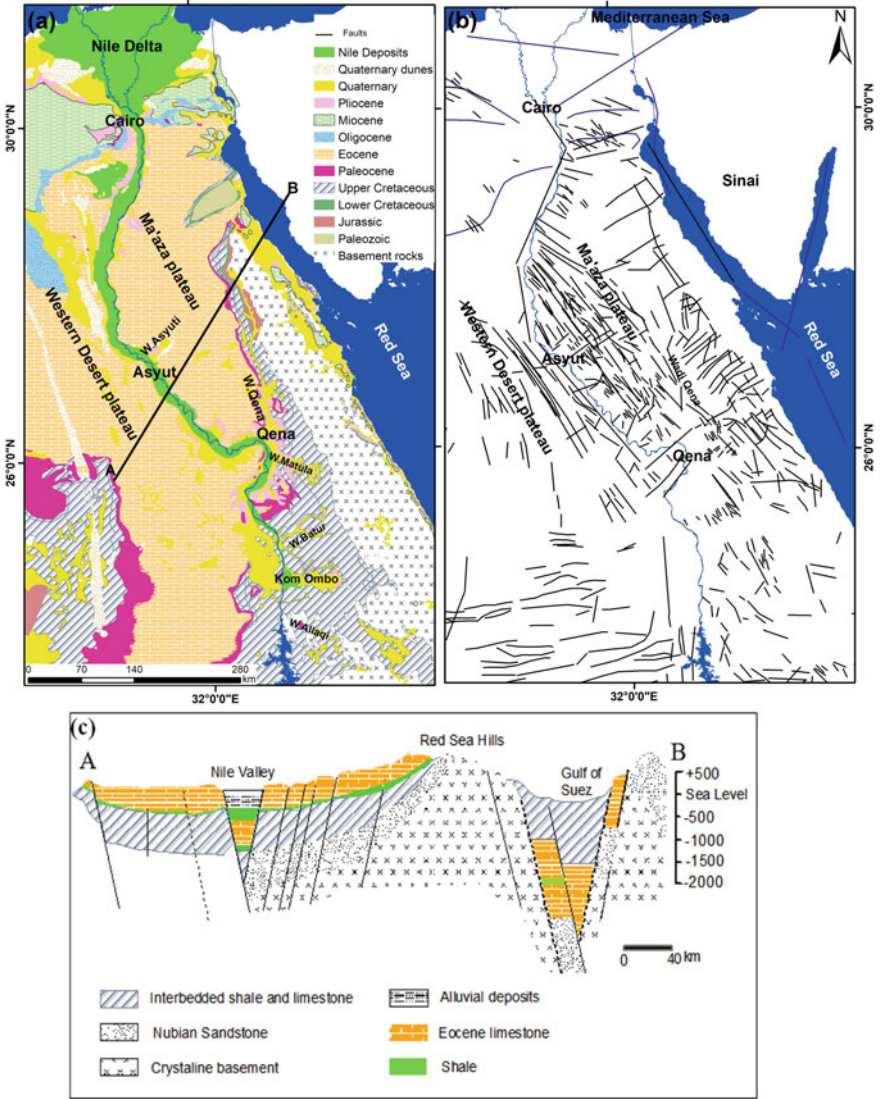 (a)
Nile Delta
Cairo
30°0'0"N
B
Ma'aza plateau
Western Desert plateau
W.Asyuti
Asyut
W.Qena
Qena
Red Sea
26°0'0"N
A
W.Matula
W.Batur
Kom Ombo
W.Allaqi
0 70 140 280
km
32°0'0"E
Faults
Nile Deposits
Quaternary dunes
Quaternary
Pliocene
Miocene
Oligocene
Eocene
Paleocene
Upper Cretaceous
Lower Cretaceous
Jurassic
Paleozoic
Basement rocks
(b)
Mediterranean Sea
N
Cairo
30°0'0"N
Sinai
Ma'aza plateau
Western Desert plateau
Asyut
Wadi Qena
Red Sea
Qena
26°0'0"N
32°0'0"E
(c)
A
Nile Valley
Red Sea Hills
Gulf of
Suez
B
+500
Sea Level
-500
-1000
-1500
-2000
0 40 km
Interbedded shale and limestone
Nubian Sandstone
Crystaline basement
Alluvial deposits
Eocene limestone
Shale